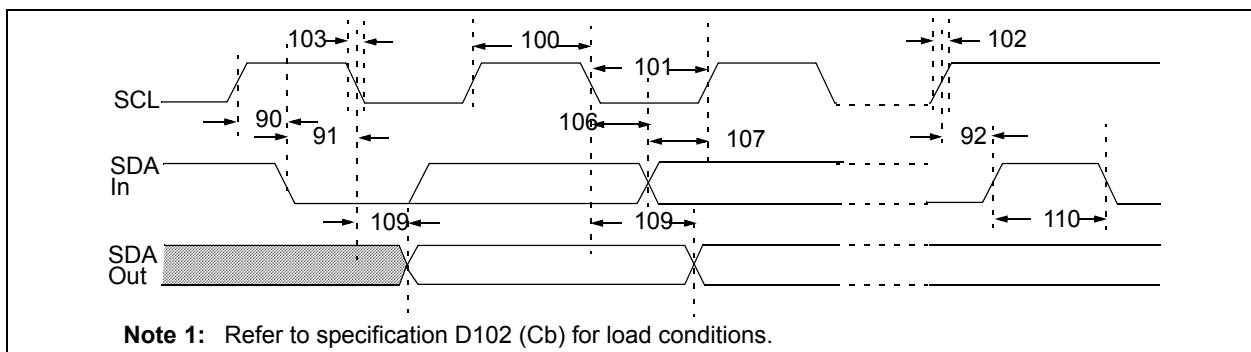 103
100
102
101
SCL
90
106
91
107
92
SDA
In
109
109
110
SDA
Out
Note 1: Refer to specification D102 (Cb) for load conditions.